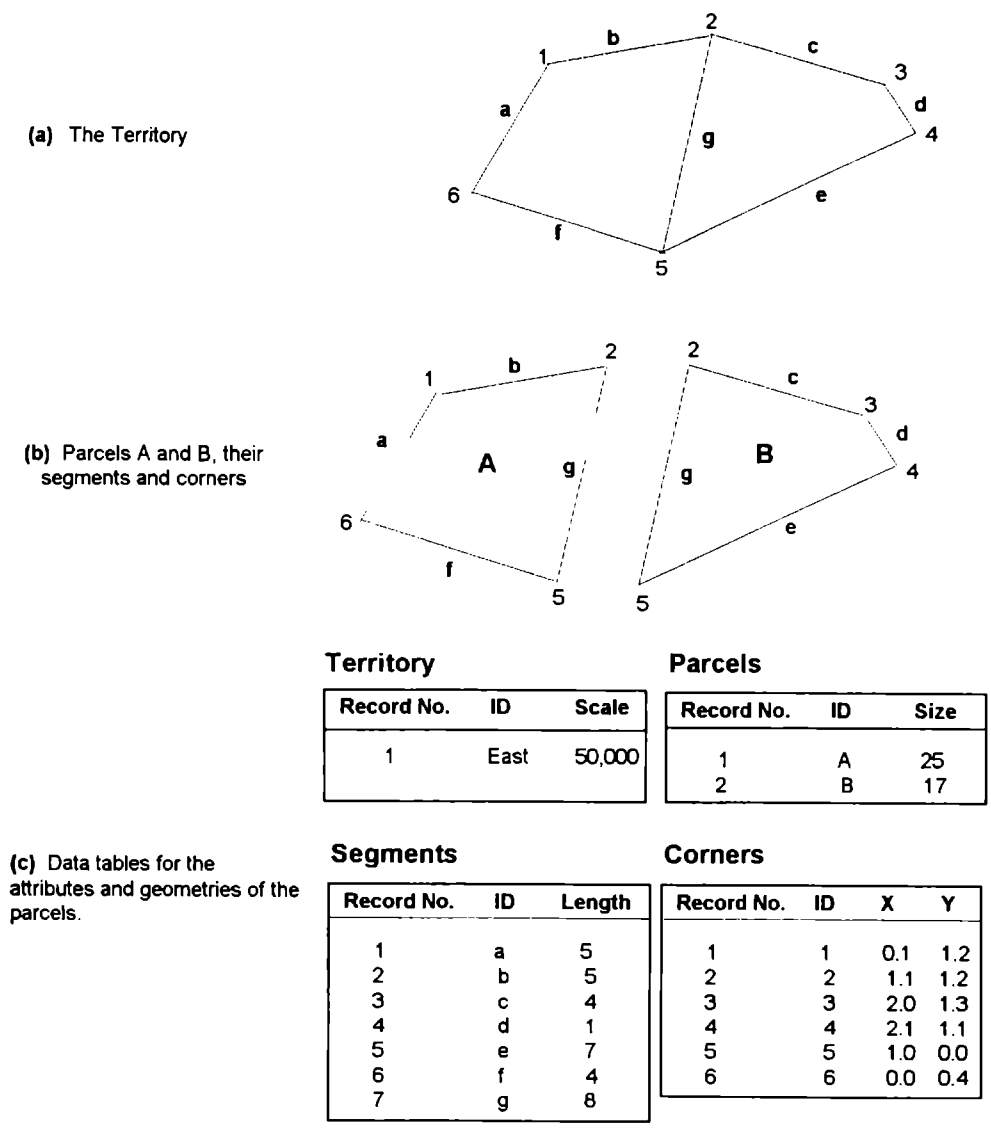 2
b
c
1
3
a
d
(a) The Territory
g
4
6
e
f
5
2
2
b
c
1
3
a
d
(b) Parcels A and B, their
segments and corners
A
B
g
g
4
6
e
f
5
5
Territory
Record No. ID Scale
1 East 50,000
Parcels
Record No. ID Size
1 A 25
2 B 17
(c) Data tables for the
attributes and geometries of the
parcels.
Segments
Record No. ID Length
1 a 5
2 b 5
3 c 4
4 d 1
5 e 7
6 f 4
7 g 8
Corners
Record No. ID X Y
1 1 0.1 1.2
2 2 1.1 1.2
3 3 2.0 1.3
4 4 2.1 1.1
5 5 1.0 0.0
6 6 0.0 0.4